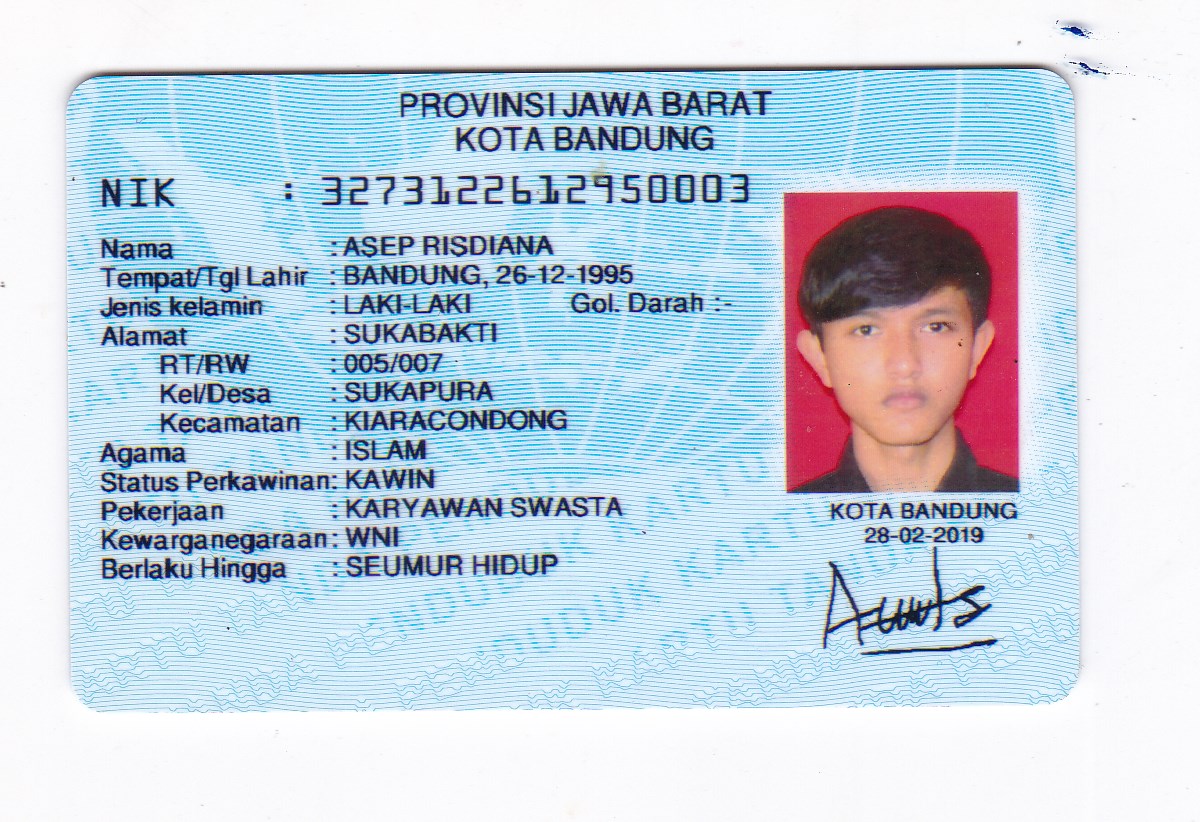 PROVINSI JAWA BARAT
KOTA BANDUNG
NIK : 3273122612950003
Nama : ASEP RISDIANA
Tempat/Tgl Lahir : BANDUNG, 26-12-1995
Jenis kelamin : LAKI-LAKI Gol. Darah :-
Alamat : SUKABAKTI
RT/RW : 005/007
Kel/Desa : SUKAPURA
Kecamatan : KIARACONDONG
Agama : ISLAM
Status Perkawinan: KAWIN
Pekerjaan : KARYAWAN SWASTA
Kewarganegaraan: WNI
Berlaku Hingga : SEUMUR HIDUP
KOTA BANDUNG
28-02-2019